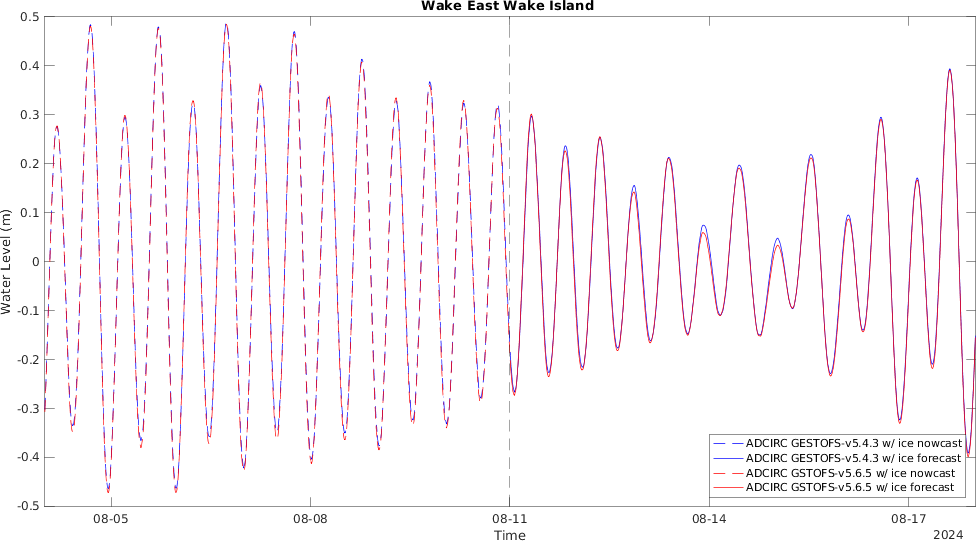 Wake East Wake Island
0.5
0.4
0.3
0.2
0.1
0
-0.1
-0.2
-0.3
-0.4
-0.5
Water Level (m)
ADCIRC GESTOFS-v5.4.3 w/ ice nowcast
ADCIRC GESTOFS-v5.4.3 w/ ice forecast
ADCIRC GSTOFS-v5.6.5 w/ ice nowcast
ADCIRC GSTOFS-v5.6.5 w/ ice forecast
08-05 08-08 08-11 08-14 08-17
Time
2024